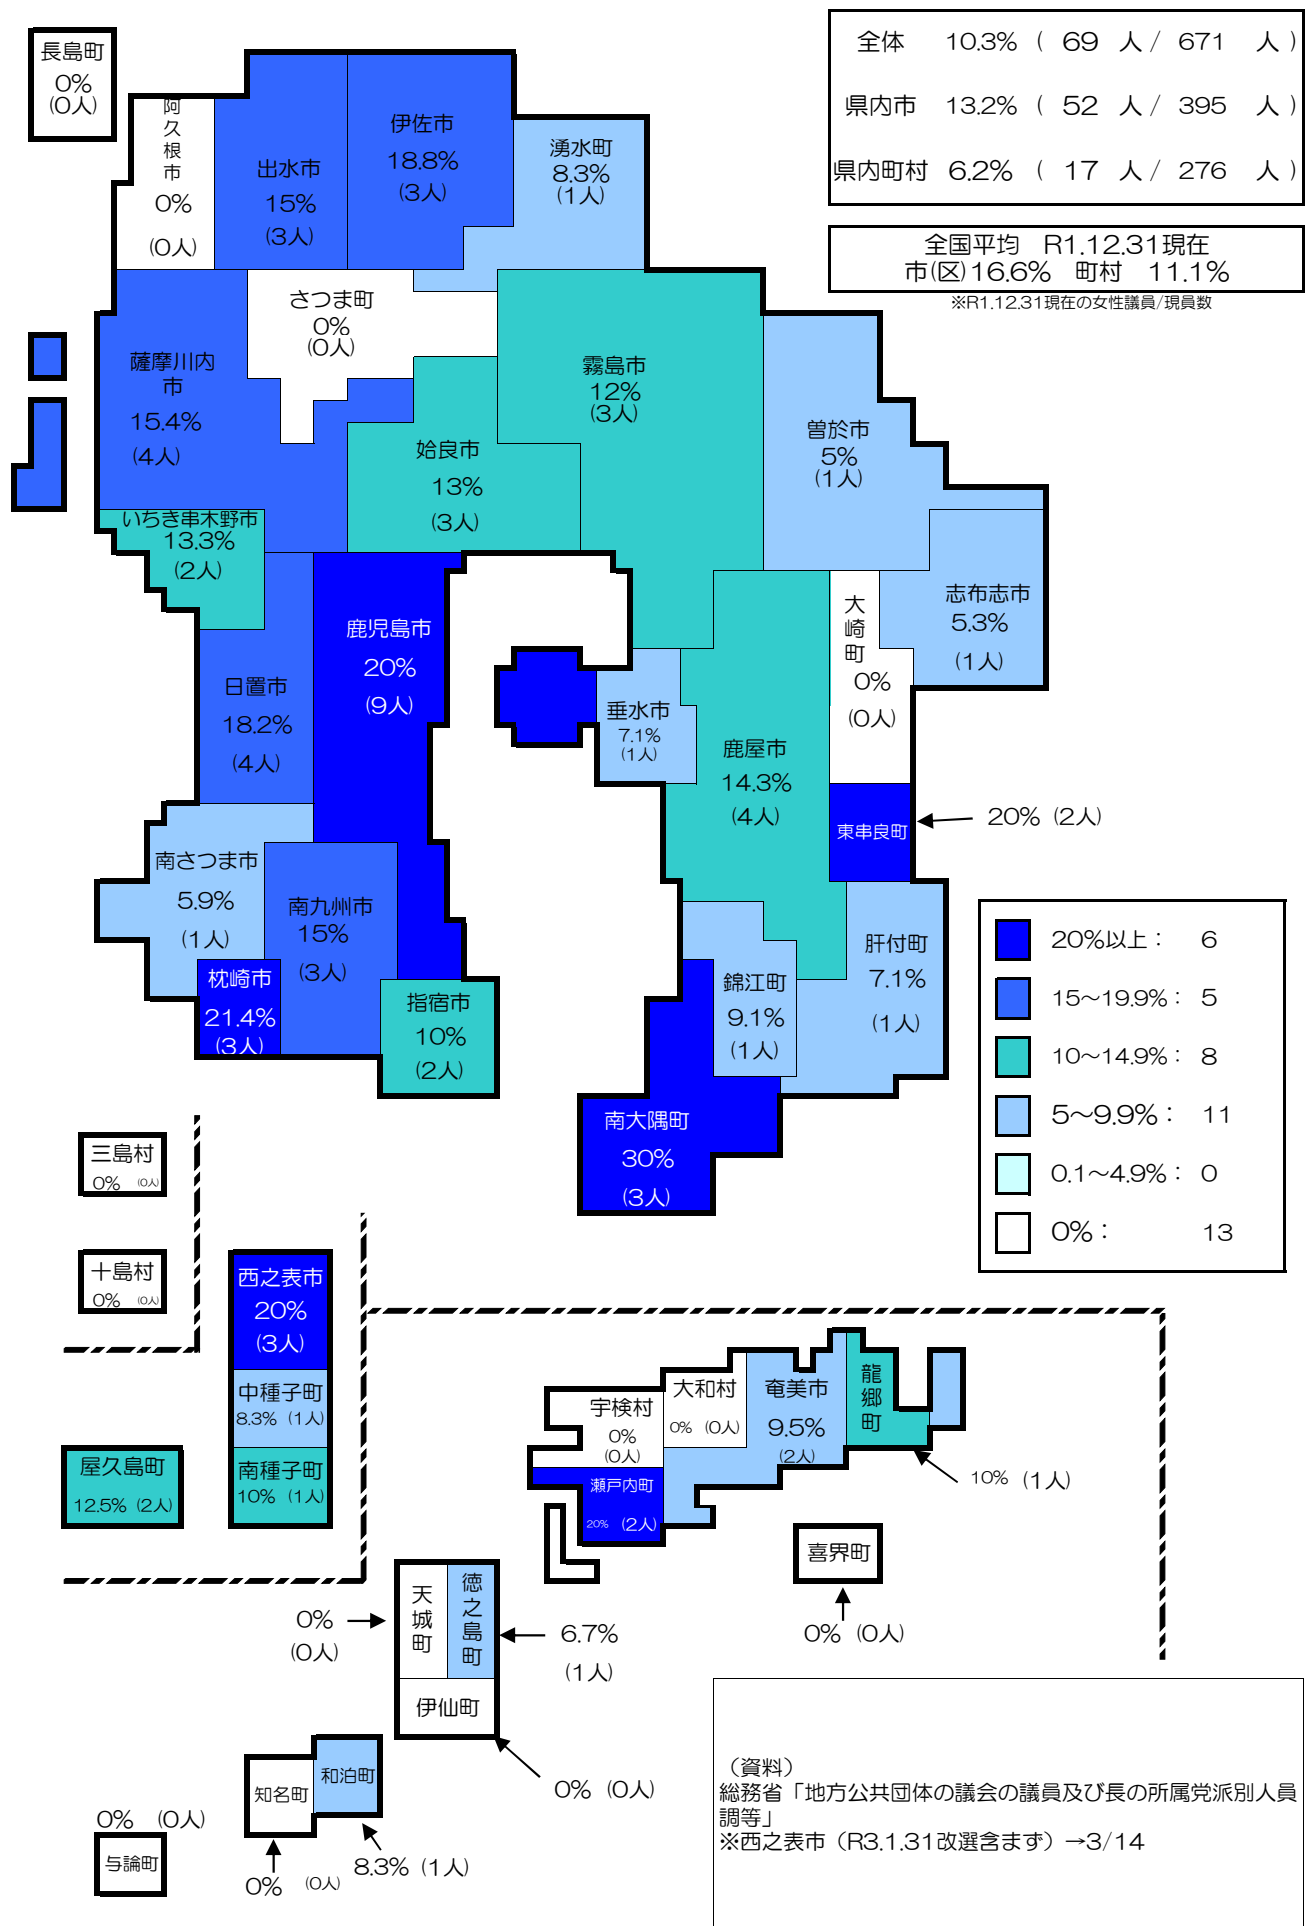 長島町
0%
(0人)
全体 10.3% ( 69 人 / 671 人 )
県内市 13.2% ( 52 人 / 395 人 )
県内町村 6.2% ( 17 人 / 276 人 )
全国平均 R1.12.31現在
市(区)16.6% 町村 11.1%
※R1.12.31現在の女性議員/現員数
阿久根市
0%
(0人)
出水市
15%
(3人)
伊佐市
18.8%
(3人)
湧水町
8.3%
(1人)
さつま町
0%
(0人)
薩摩川内
市
15.4%
(4人)
霧島市
12%
(3人)
姶良市
13%
(3人)
曽於市
5%
(1人)
いちき串木野市
13.3%
(2人)
志布志市
5.3%
(1人)
大崎町
0%
(0人)
鹿児島市
20%
(9人)
日置市
18.2%
(4人)
垂水市
7.1%
(1人)
鹿屋市
14.3%
(4人)
東串良町
20% (2人)
南さつま市
5.9%
(1人)
南九州市
15%
(3人)
枕崎市
21.4%
(3人)
指宿市
10%
(2人)
肝付町
7.1%
(1人)
錦江町
9.1%
(1人)
南大隅町
30%
(3人)
20%以上： 6
15～19.9%： 5
10～14.9%： 8
5～9.9%： 11
0.1～4.9%： 0
0%： 13
三島村
0% (0人)
十島村
0% (0人)
西之表市
20%
(3人)
中種子町
8.3% (1人)
南種子町
10% (1人)
屋久島町
12.5% (2人)
宇検村
0%
(0人)
大和村
0% (0人)
奄美市
9.5%
(2人)
龍郷町
10% (1人)
瀬戸内町
20% (2人)
喜界町
0% (0人)
天城町
0%
(0人)
徳之島町
6.7%
(1人)
伊仙町
0% (0人)
知名町
0% (0人)
和泊町
8.3% (1人)
0% (0人)
与論町
（資料）
総務省「地方公共団体の議会の議員及び長の所属党派別人員
調等」
※西之表市（R3.1.31改選含まず）→3/14